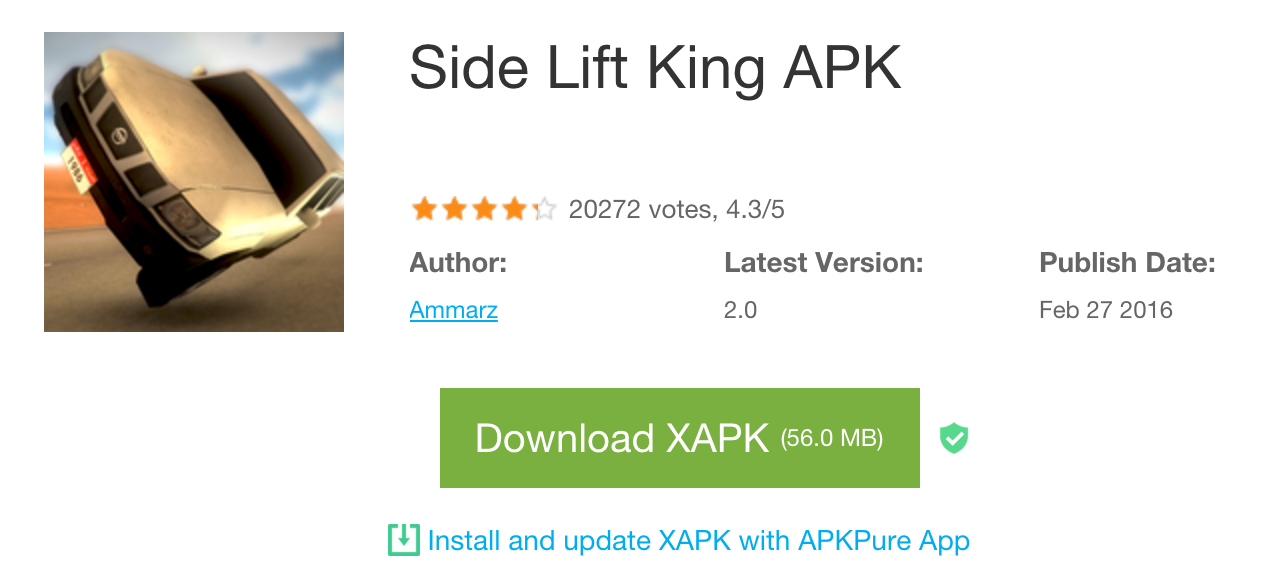 Side Lift King APK
1986
20272 votes, 4.3/5
Author:
Latest Version:
Publish Date:
Ammarz
2.0
Feb 27 2016
Download XAPK (56.0 MB)
Install and update XAPK with APKPure App